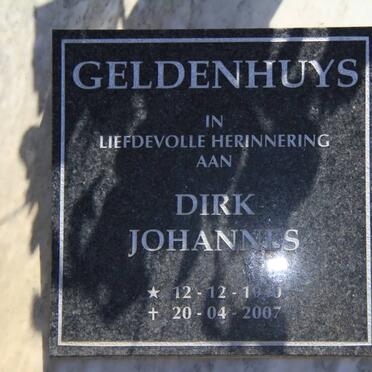 GELDENHUYS
IN
LIEFDEVOLLE HERINNERING
AAN
DIRK
JOHANNES
★ 12-12-
✝ 20-04-2007